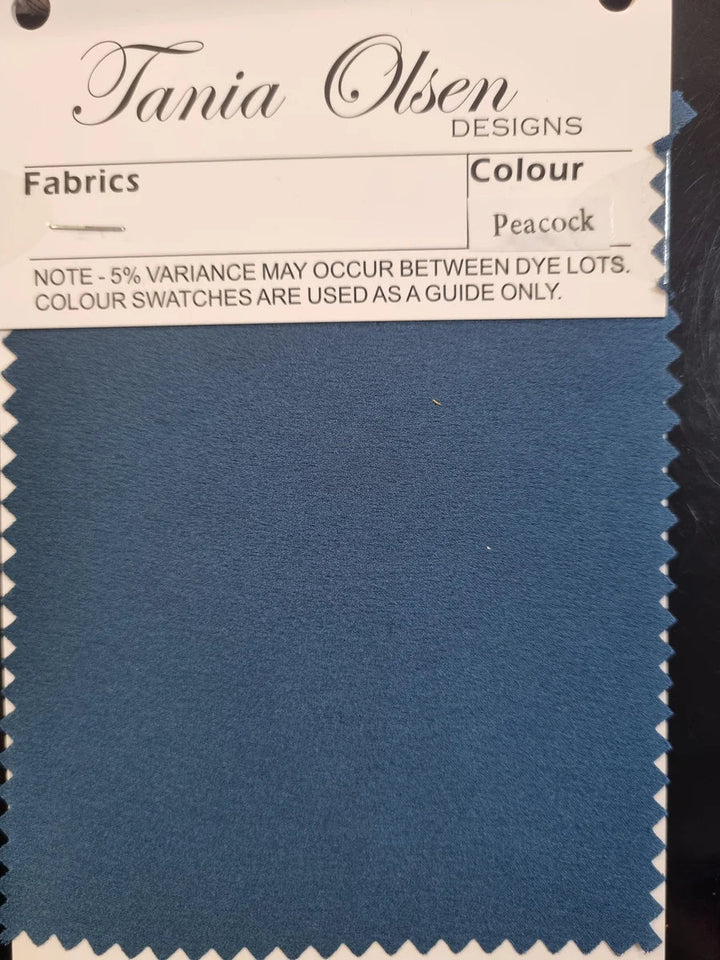 Tania Olsen
DESIGNS
Fabrics
Colour
Peacock
NOTE - 5% VARIANCE MAY OCCUR BETWEEN DYE LOTS.
COLOUR SWATCHES ARE USED AS A GUIDE ONLY.